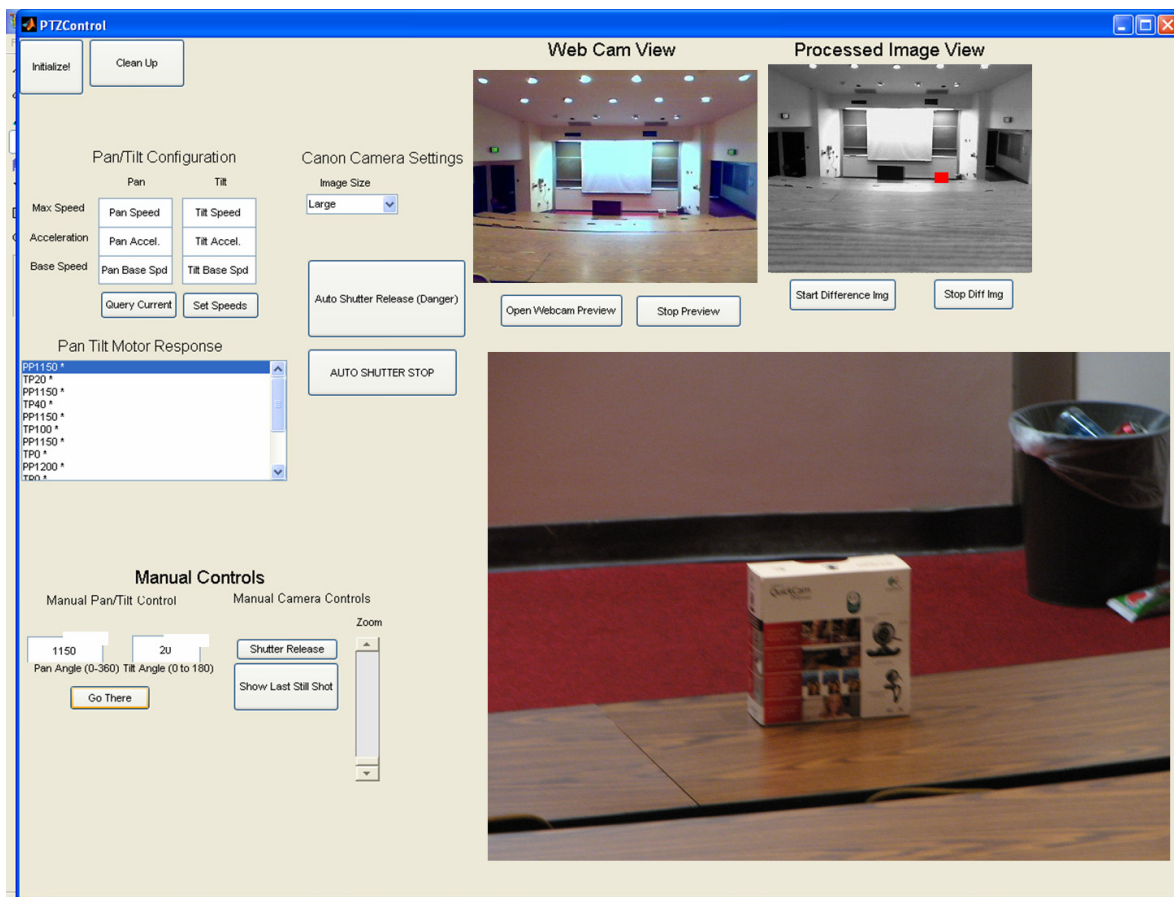 PTZControl
Initialize!
Clean Up
Web Cam View
Processed Image View
Pan/Tilt Configuration
Pan
Tilt
Max Speed
Pan Speed
Tilt Speed
Acceleration
Pan Accel.
Tilt Accel.
Base Speed
Pan Base Spd
Tilt Base Spd
Query Current
Set Speeds
Canon Camera Settings
Image Size
Large
Auto Shutter Release (Danger)
AUTO SHUTTER STOP
Open Webcam Preview
Stop Preview
Start Difference Img
Stop Diff Img
Pan Tilt Motor Response
PP1150 *
TP20 *
PP1150 *
TP40 *
PP1150 *
TP100 *
PP1150 *
TP0 *
PP1200 *
TP0 *
Manual Controls
Manual Pan/Tilt Control
1150
20
Pan Angle (0-360)
Tilt Angle (0 to 180)
Go There
Manual Camera Controls
Shutter Release
Show Last Still Shot
Zoom
QuickCam